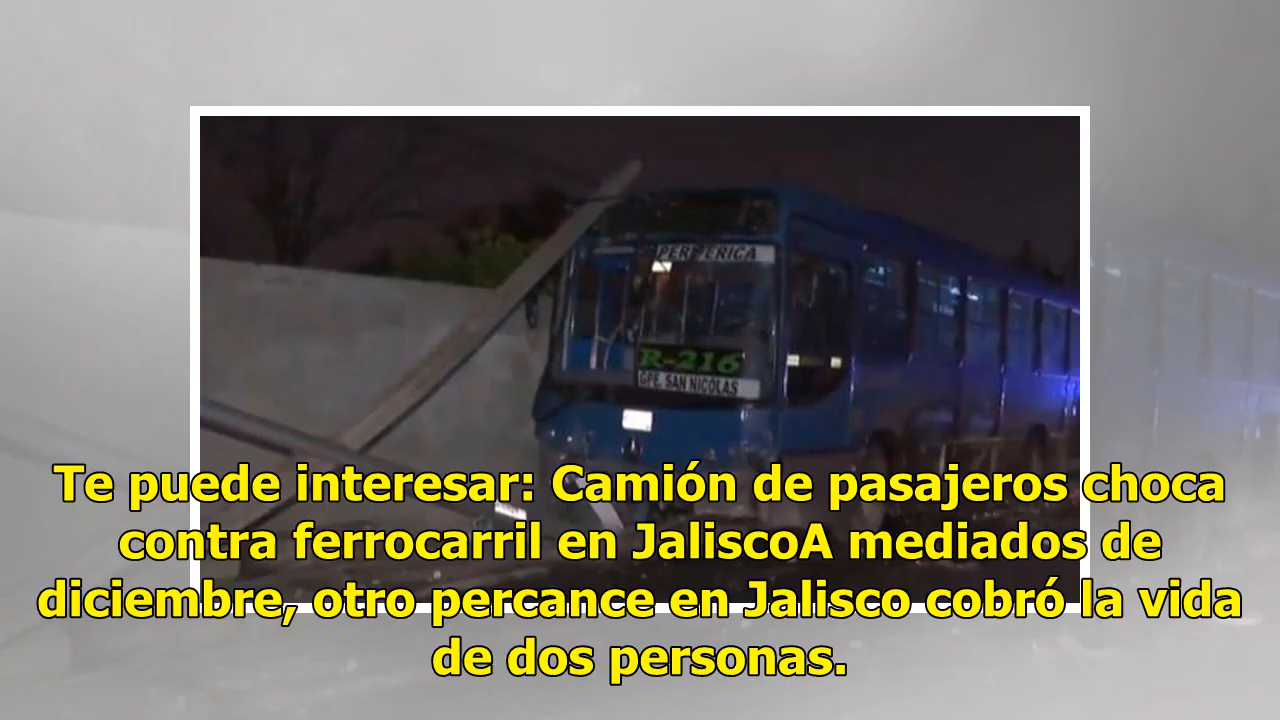 PERIFERICA
R-216
GPE. SAN NICOLAS
Te puede interesar: Camión de pasajeros choca
contra ferrocarril en JaliscoA mediados de
diciembre, otro percance en Jalisco cobró la vida
de dos personas.